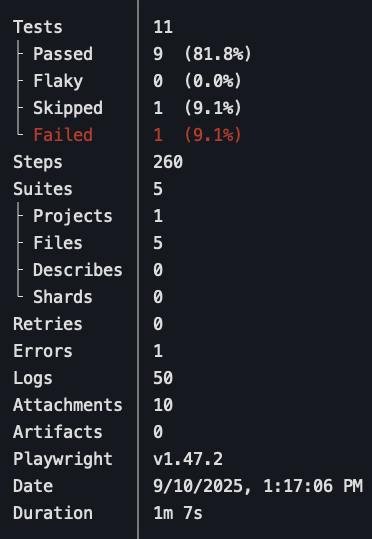 Tests 11
├ Passed 9 (81.8%)
├ Flaky 0 (0.0%)
├ Skipped 1 (9.1%)
└ Failed 1 (9.1%)
Steps 260
Suites 5
├ Projects 1
├ Files 5
├ Describes 0
└ Shards 0
Retries 0
Errors 1
Logs 50
Attachments 10
Artifacts 0
Playwright v1.47.2
Date 9/10/2025, 1:17:06 PM
Duration 1m 7s